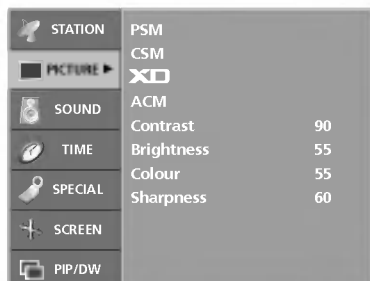 STATION
PICTURE ►
SOUND
TIME
SPECIAL
SCREEN
PIP/DW
PSM
CSM
XD
ACM
Contrast 90
Brightness 55
Colour 55
Sharpness 60